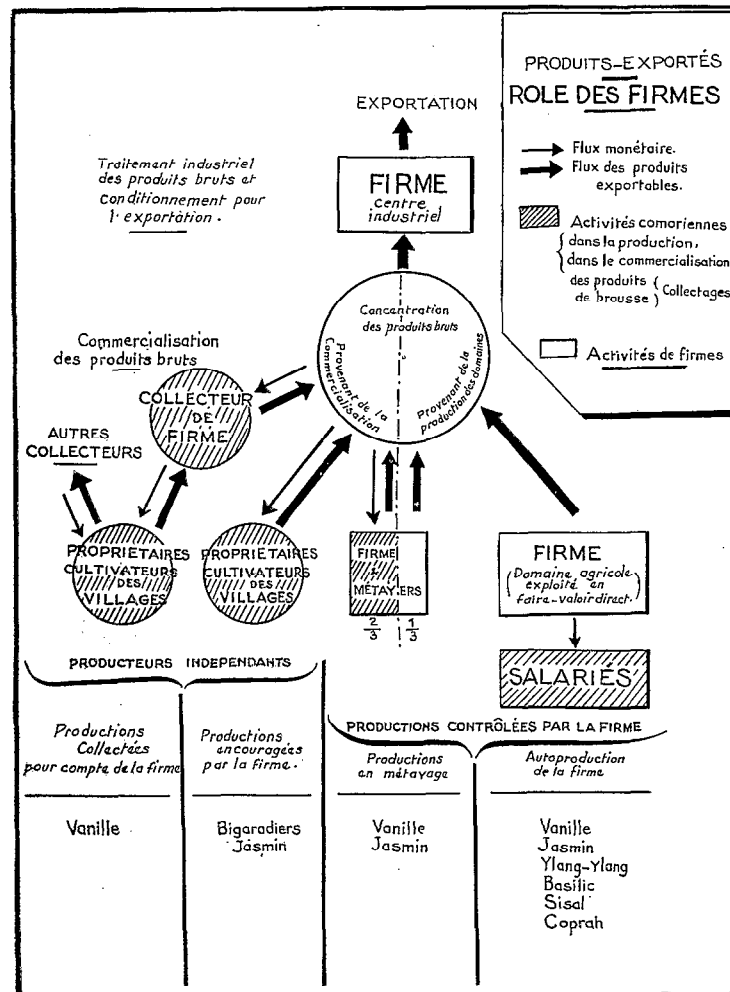 PRODUITS-EXPORTÉS
ROLE DES FIRMES
Flux monétaire.
Flux des produits
exportables.
Activités comoriennes
dans la production,
dans le commercialisation
des produits ( Collectages
de brousse )
Activités de firmes
EXPORTATION
Traitement industriel
des produits bruts et
conditionnement pour
l'exportation.
FIRME
centre
industriel
Concentration
des produits bruts
Provenant de la
Commercialisation
Provenant de la
production des domaines
Commercialisation
des produits bruts
COLLECTEUR
DE
FIRME
AUTRES
COLLECTEURS
PROPRIÉTAIRES
CULTIVATEURS
DES
VILLAGES
PROPRIÉTAIRES
CULTIVATEURS
DES
VILLAGES
FIRME
&
MÉTAYERS
2/3 1/3
FIRME
(Domaine agricole
exploité en
faire-valoir direct.)
SALARIÉS
PRODUCTEURS INDEPENDANTS
PRODUCTIONS CONTRÔLÉES PAR LA FIRME
Productions
Collectées
pour compte de la firme
Productions
encouragées
par la firme.
Productions
en métayage
Autoproduction
de la firme
Vanille
Bigaradiers
Jasmin
Vanille
Jasmin
Vanille
Jasmin
Ylang-Ylang
Basilic
Sisal
Coprah